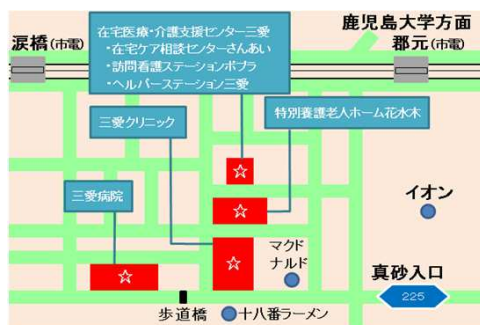 在宅医療・介護支援センター三愛
・在宅ケア相談センターさんあい
・訪問看護ステーションポプラ
・ヘルパーステーション三愛
鹿児島大学方面
涙橋(市電)
郡元(市電)
三愛クリニック
特別養護老人ホーム花水木
三愛病院
イオン
マクド
ナルド
真砂入口
225
歩道橋
十八番ラーメン